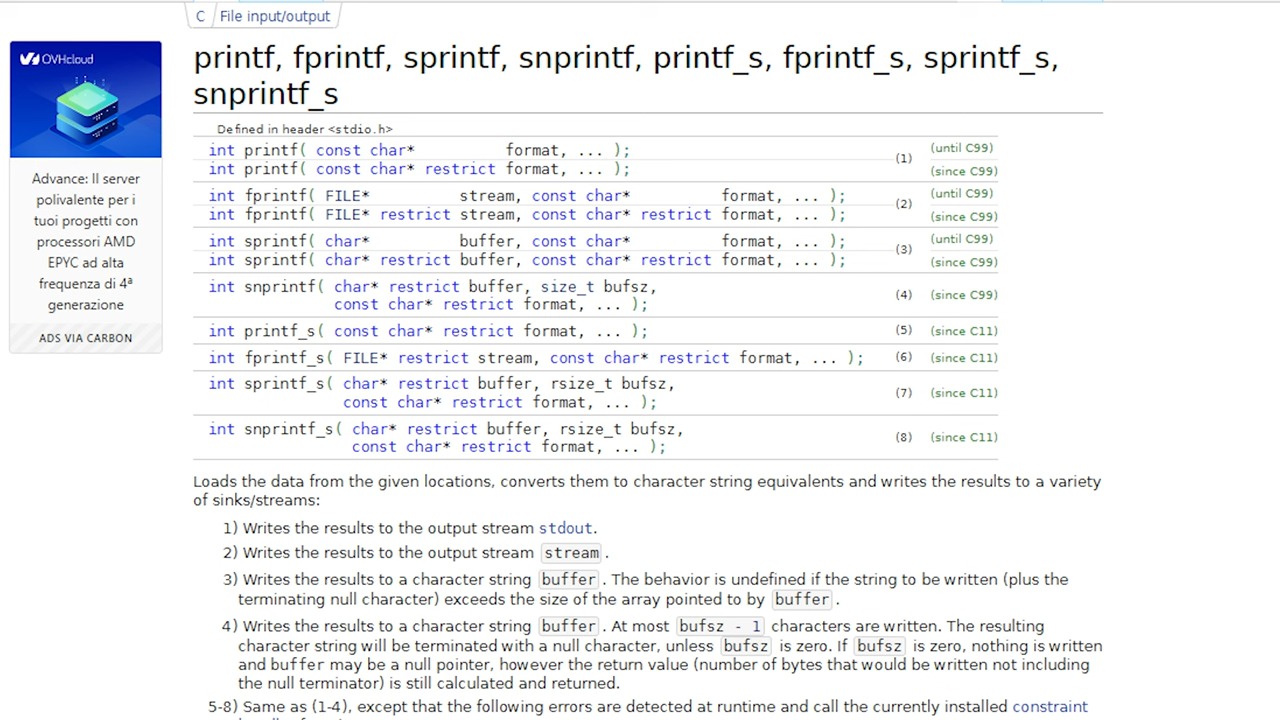 C File input/output
OVHcloud
Advance: Il server
polivalente per i
tuoi progetti con
processori AMD
EPYC ad alta
frequenza di 4ª
generazione
ADS VIA CARBON
printf, fprintf, sprintf, snprintf, printf_s, fprintf_s, sprintf_s,
snprintf_s
Defined in header <stdio.h>
int printf( const char*          format, ... ); (until C99)
(1)
int printf( const char* restrict format, ... ); (since C99)
int fprintf( FILE*          stream, const char*          format, ... ); (until C99)
(2)
int fprintf( FILE* restrict stream, const char* restrict format, ... ); (since C99)
int sprintf( char*          buffer, const char*          format, ... ); (until C99)
(3)
int sprintf( char* restrict buffer, const char* restrict format, ... ); (since C99)
int snprintf( char* restrict buffer, size_t bufsz,
(4) (since C99)
const char* restrict format, ... );
int printf_s( const char* restrict format, ... ); (5) (since C11)
int fprintf_s( FILE* restrict stream, const char* restrict format, ... ); (6) (since C11)
int sprintf_s( char* restrict buffer, rsize_t bufsz,
(7) (since C11)
const char* restrict format, ... );
int snprintf_s( char* restrict buffer, rsize_t bufsz,
(8) (since C11)
const char* restrict format, ... );
Loads the data from the given locations, converts them to character string equivalents and writes the results to a variety
of sinks/streams:
1) Writes the results to the output stream stdout.
2) Writes the results to the output stream stream.
3) Writes the results to a character string buffer. The behavior is undefined if the string to be written (plus the
terminating null character) exceeds the size of the array pointed to by buffer.
4) Writes the results to a character string buffer. At most bufsz - 1 characters are written. The resulting
character string will be terminated with a null character, unless bufsz is zero. If bufsz is zero, nothing is written
and buffer may be a null pointer, however the return value (number of bytes that would be written not including
the null terminator) is still calculated and returned.
5-8) Same as (1-4), except that the following errors are detected at runtime and call the currently installed constraint